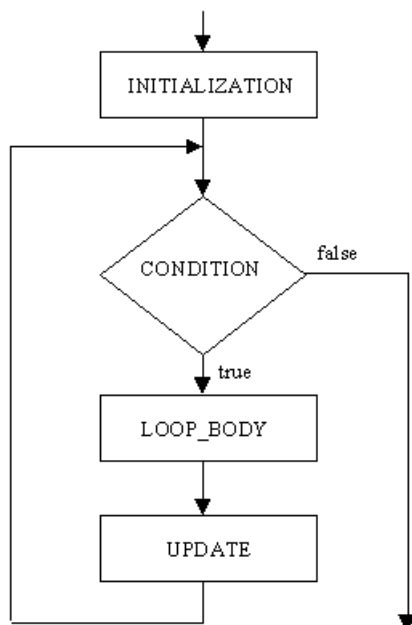 INITIALIZATION
CONDITION
false
true
LOOP_BODY
UPDATE